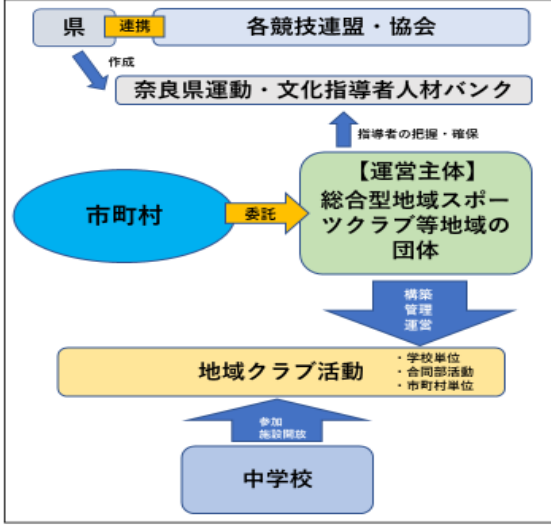 県
連携
各競技連盟・協会
作成
奈良県運動・文化指導者人材バンク
指導者の把握・確保
【運営主体】
総合型地域スポー
ツクラブ等地域の
団体
市町村
委託
構築
管理
運営
地域クラブ活動
・学校単位
・合同部活動
・市町村単位
参加
施設開放
中学校